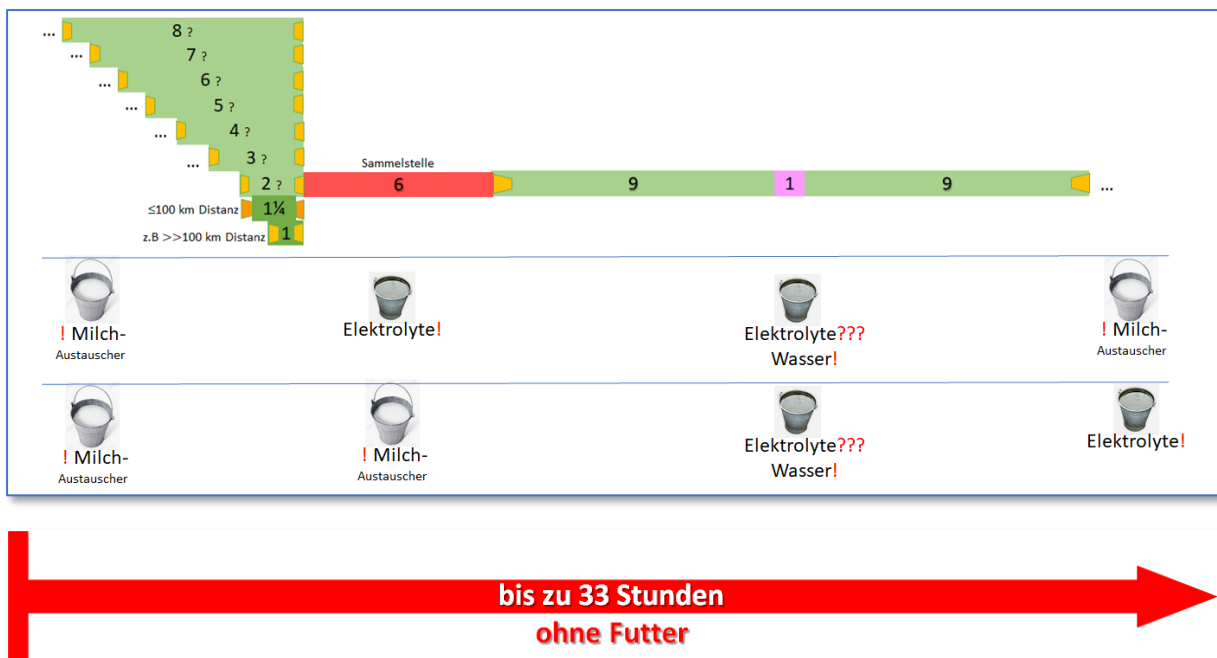 ... 8 ?
... 7 ?
... 6 ?
... 5 ?
... 4 ?
... 3 ?
Sammelstelle
2 ? 6 9 1 9 ...
≤100 km Distanz 1¼
z.B >>100 km Distanz 1
! Milch-
Austauscher
Elektrolyte!
Elektrolyte???
Wasser!
! Milch-
Austauscher
! Milch-
Austauscher
! Milch-
Austauscher
Elektrolyte???
Wasser!
Elektrolyte!
bis zu 33 Stunden
ohne Futter